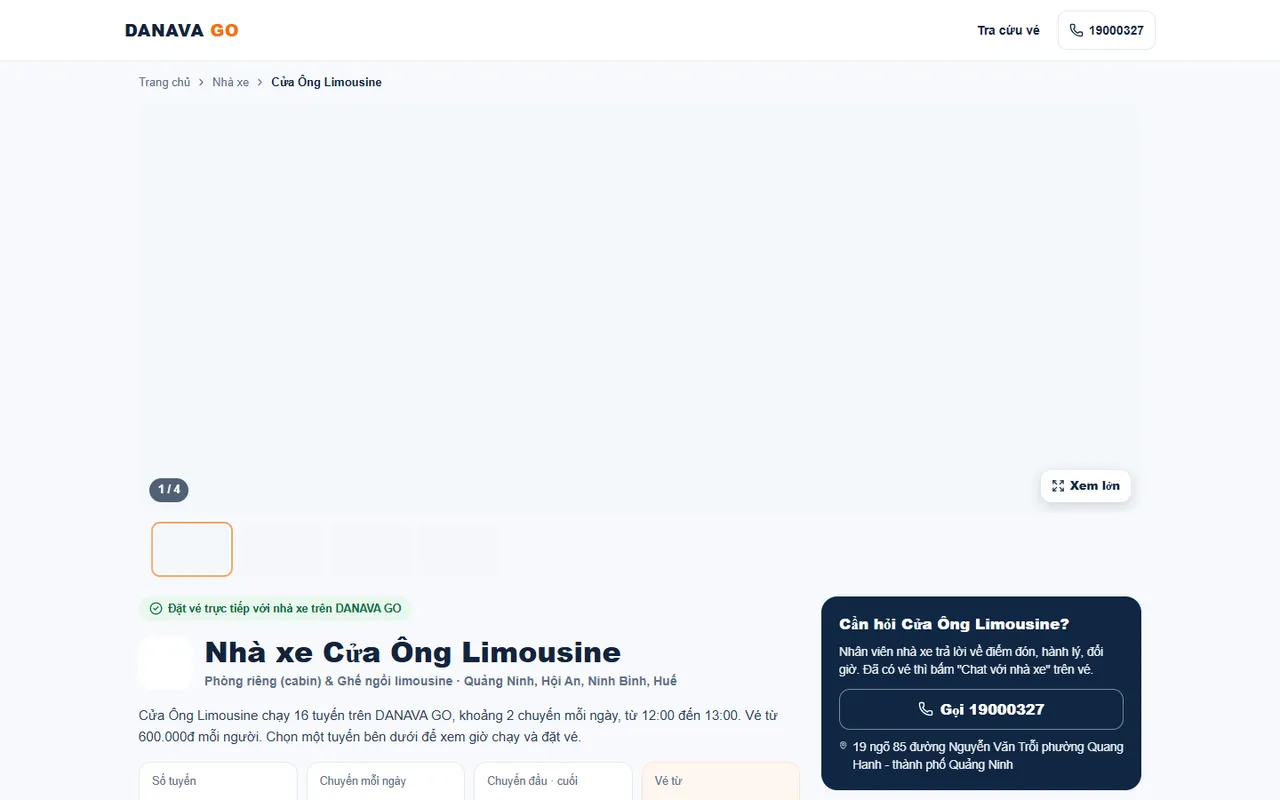 DANAVA GO
Tra cứu vé
19000327
Trang chủ > Nhà xe > Cửa Ông Limousine
1 / 4
Xem lớn
Đặt vé trực tiếp với nhà xe trên DANAVA GO
Nhà xe Cửa Ông Limousine
Phòng riêng (cabin) & Ghế ngồi limousine · Quảng Ninh, Hội An, Ninh Bình, Huế
Cửa Ông Limousine chạy 16 tuyến trên DANAVA GO, khoảng 2 chuyến mỗi ngày, từ 12:00 đến 13:00. Vé từ
600.000đ mỗi người. Chọn một tuyến bên dưới để xem giờ chạy và đặt vé.
Số tuyến
Chuyến mỗi ngày
Chuyến đầu · cuối
Vé từ
Cần hỏi Cửa Ông Limousine?
Nhân viên nhà xe trả lời về điểm đón, hành lý, đổi
giờ. Đã có vé thì bấm "Chat với nhà xe" trên vé.
Gọi 19000327
19 ngõ 85 đường Nguyễn Văn Trỗi phường Quang
Hanh - thành phố Quảng Ninh